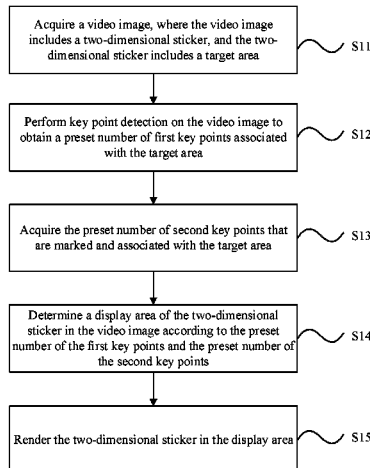 Acquire a video image, where the video image
includes a two-dimensional sticker, and the two-
dimensional sticker includes a target area
S11
Perform key point detection on the video image to
obtain a preset number of first key points associated
with the target area
S12
Acquire the preset number of second key points that
are marked and associated with the target area
S13
Determine a display area of the two-dimensional
sticker in the video image according to the preset
number of the first key points and the preset number of
the second key points
S14
Render the two-dimensional sticker in the display area
S15